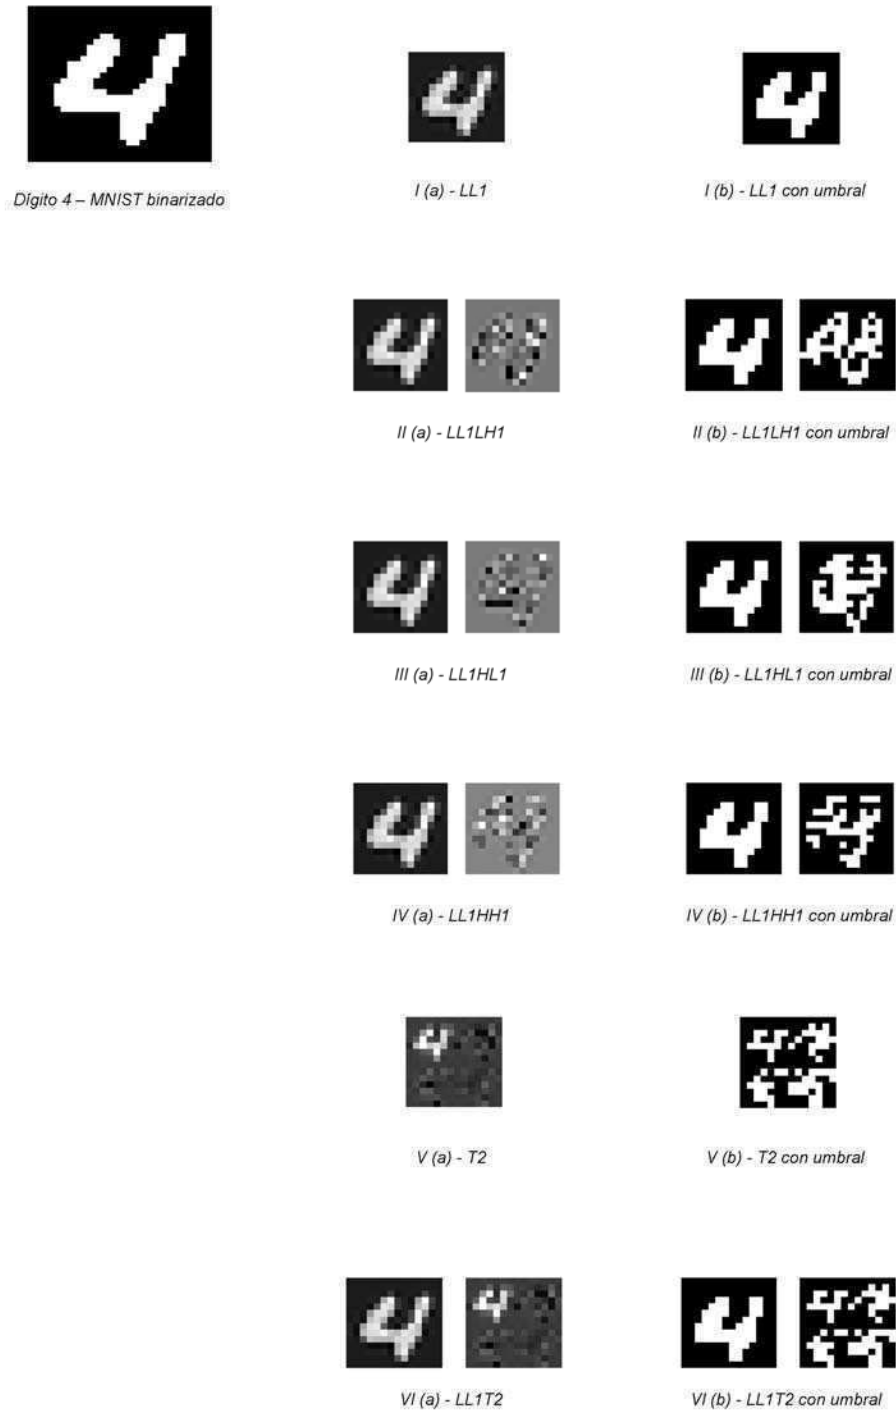 Dígito 4 – MNIST binarizado
I (a) - LL1
I (b) - LL1 con umbral
II (a) - LL1LH1
II (b) - LL1LH1 con umbral
III (a) - LL1HL1
III (b) - LL1HL1 con umbral
IV (a) - LL1HH1
IV (b) - LL1HH1 con umbral
V (a) - T2
V (b) - T2 con umbral
VI (a) - LL1T2
VI (b) - LL1T2 con umbral